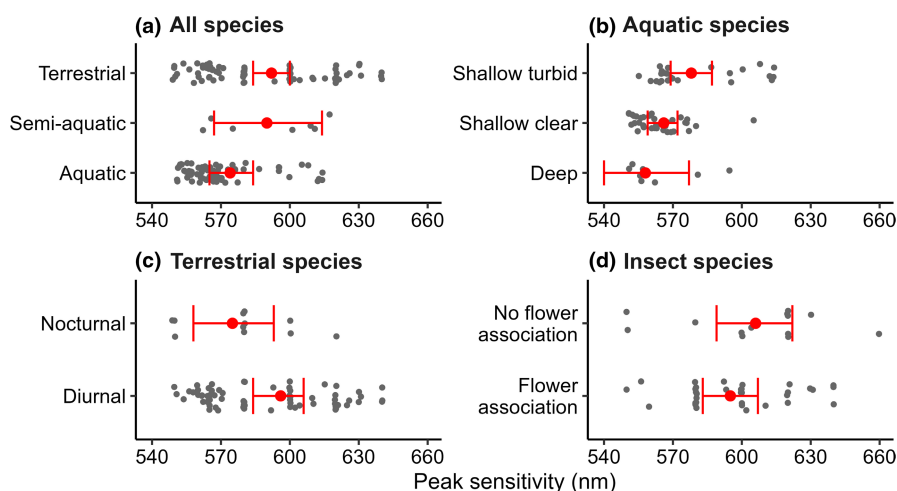 (a) All species
Terrestrial
Semi-aquatic
Aquatic
540 570 600 630 660
(b) Aquatic species
Shallow turbid
Shallow clear
Deep
540 570 600 630 660
(c) Terrestrial species
Nocturnal
Diurnal
540 570 600 630 660
(d) Insect species
No flower
association
Flower
association
540 570 600 630 660
Peak sensitivity (nm)